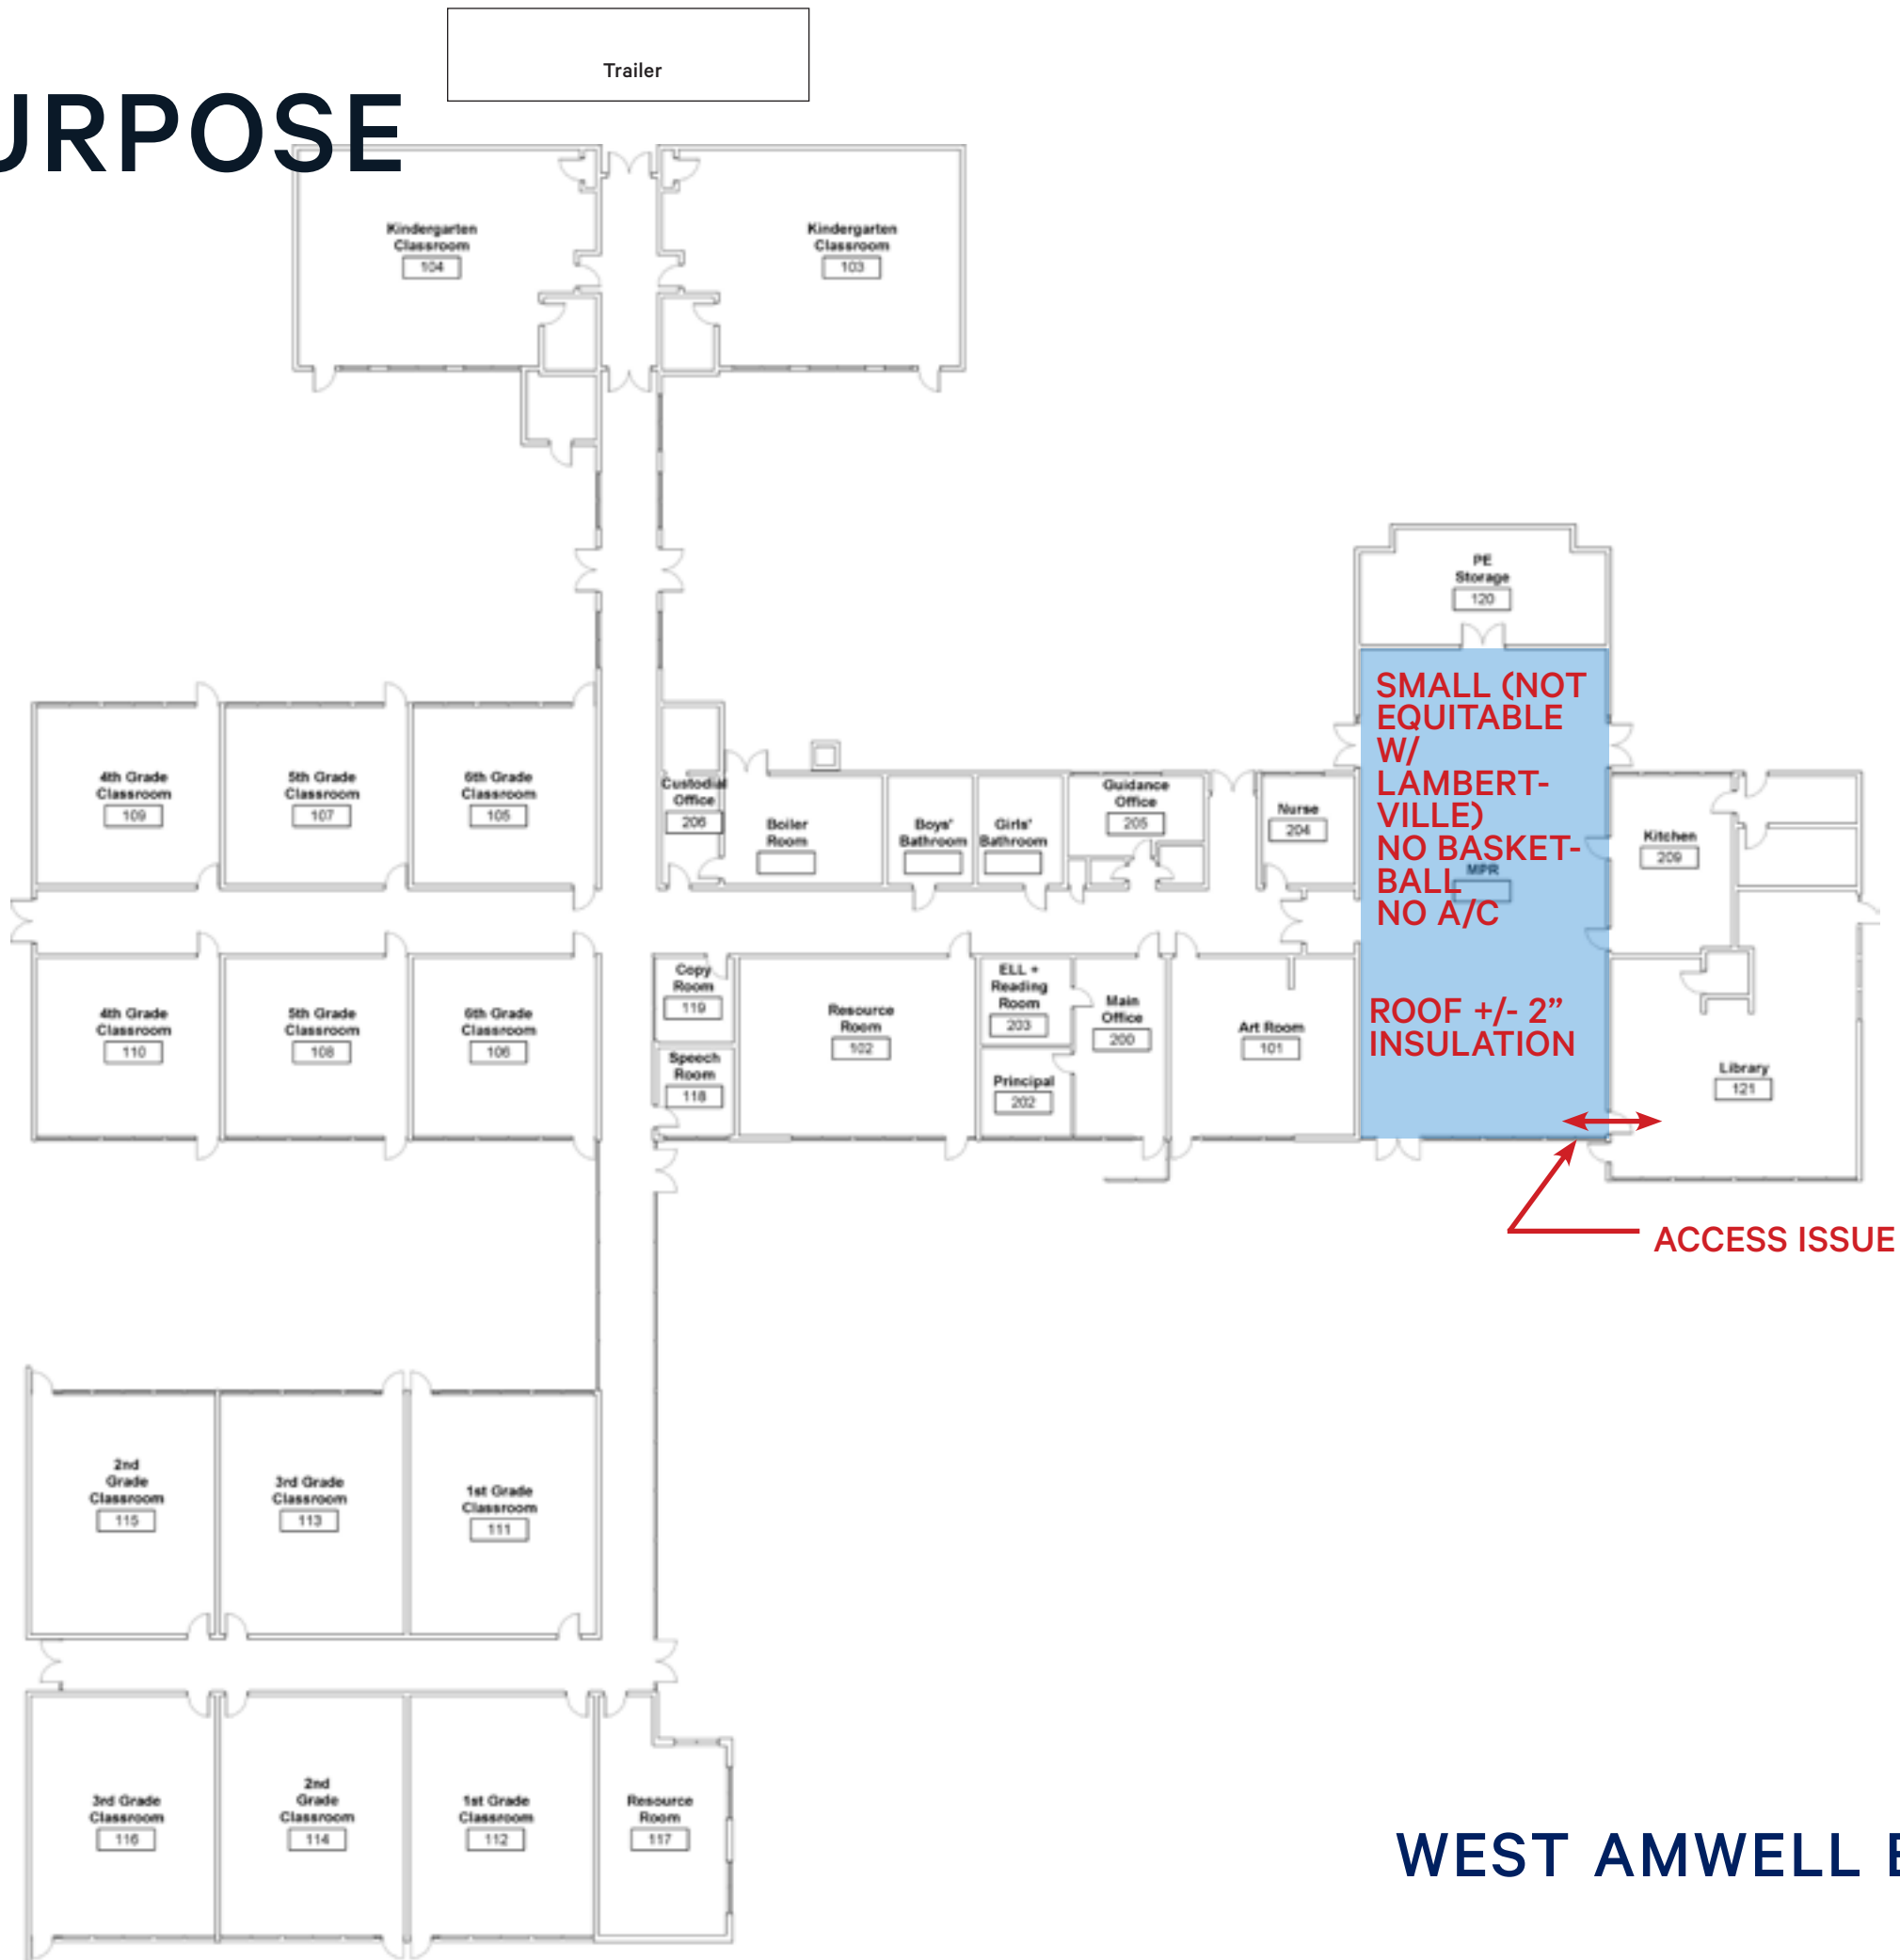 Trailer
URPOSE
Kindergarten
Classroom
104
Kindergarten
Classroom
103
PE
Storage
120
SMALL (NOT
EQUITABLE
W/
LAMBERT-
VILLE)
NO BASKET-
BALL
NO A/C
MPR
ROOF +/- 2”
INSULATION
4th Grade
Classroom
109
5th Grade
Classroom
107
6th Grade
Classroom
105
Custodial
Office
206
Boiler
Room
Boys'
Bathroom
Girls'
Bathroom
Guidance
Office
205
Nurse
204
Kitchen
209
4th Grade
Classroom
110
5th Grade
Classroom
108
6th Grade
Classroom
106
Copy
Room
119
Speech
Room
118
Resource
Room
102
ELL +
Reading
Room
203
Principal
202
Main
Office
200
Art Room
101
Library
121
ACCESS ISSUE
2nd
Grade
Classroom
115
3rd Grade
Classroom
113
1st Grade
Classroom
111
3rd Grade
Classroom
116
2nd
Grade
Classroom
114
1st Grade
Classroom
112
Resource
Room
117
WEST AMWELL E